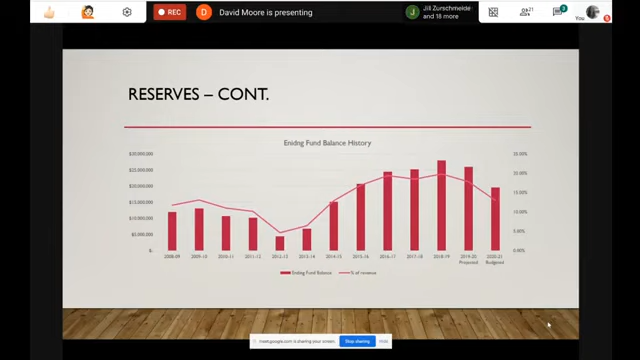 REC
David Moore is presenting
Jill Zurschmeide
and 18 more
21
3
You
RESERVES – CONT.
Enidng Fund Balance History
$30,000,000
$25,000,000
$20,000,000
$15,000,000
$10,000,000
$5,000,000
$-
25.00%
20.00%
15.00%
10.00%
5.00%
0.00%
2008-09 2009-10 2010-11 2011-12 2012-13 2013-14 2014-15 2015-16 2016-17 2017-18 2018-19 2019-20 2020-21
Projected Budgeted
Ending Fund Balance % of revenue
meet.google.com is sharing your screen. Stop sharing Hide